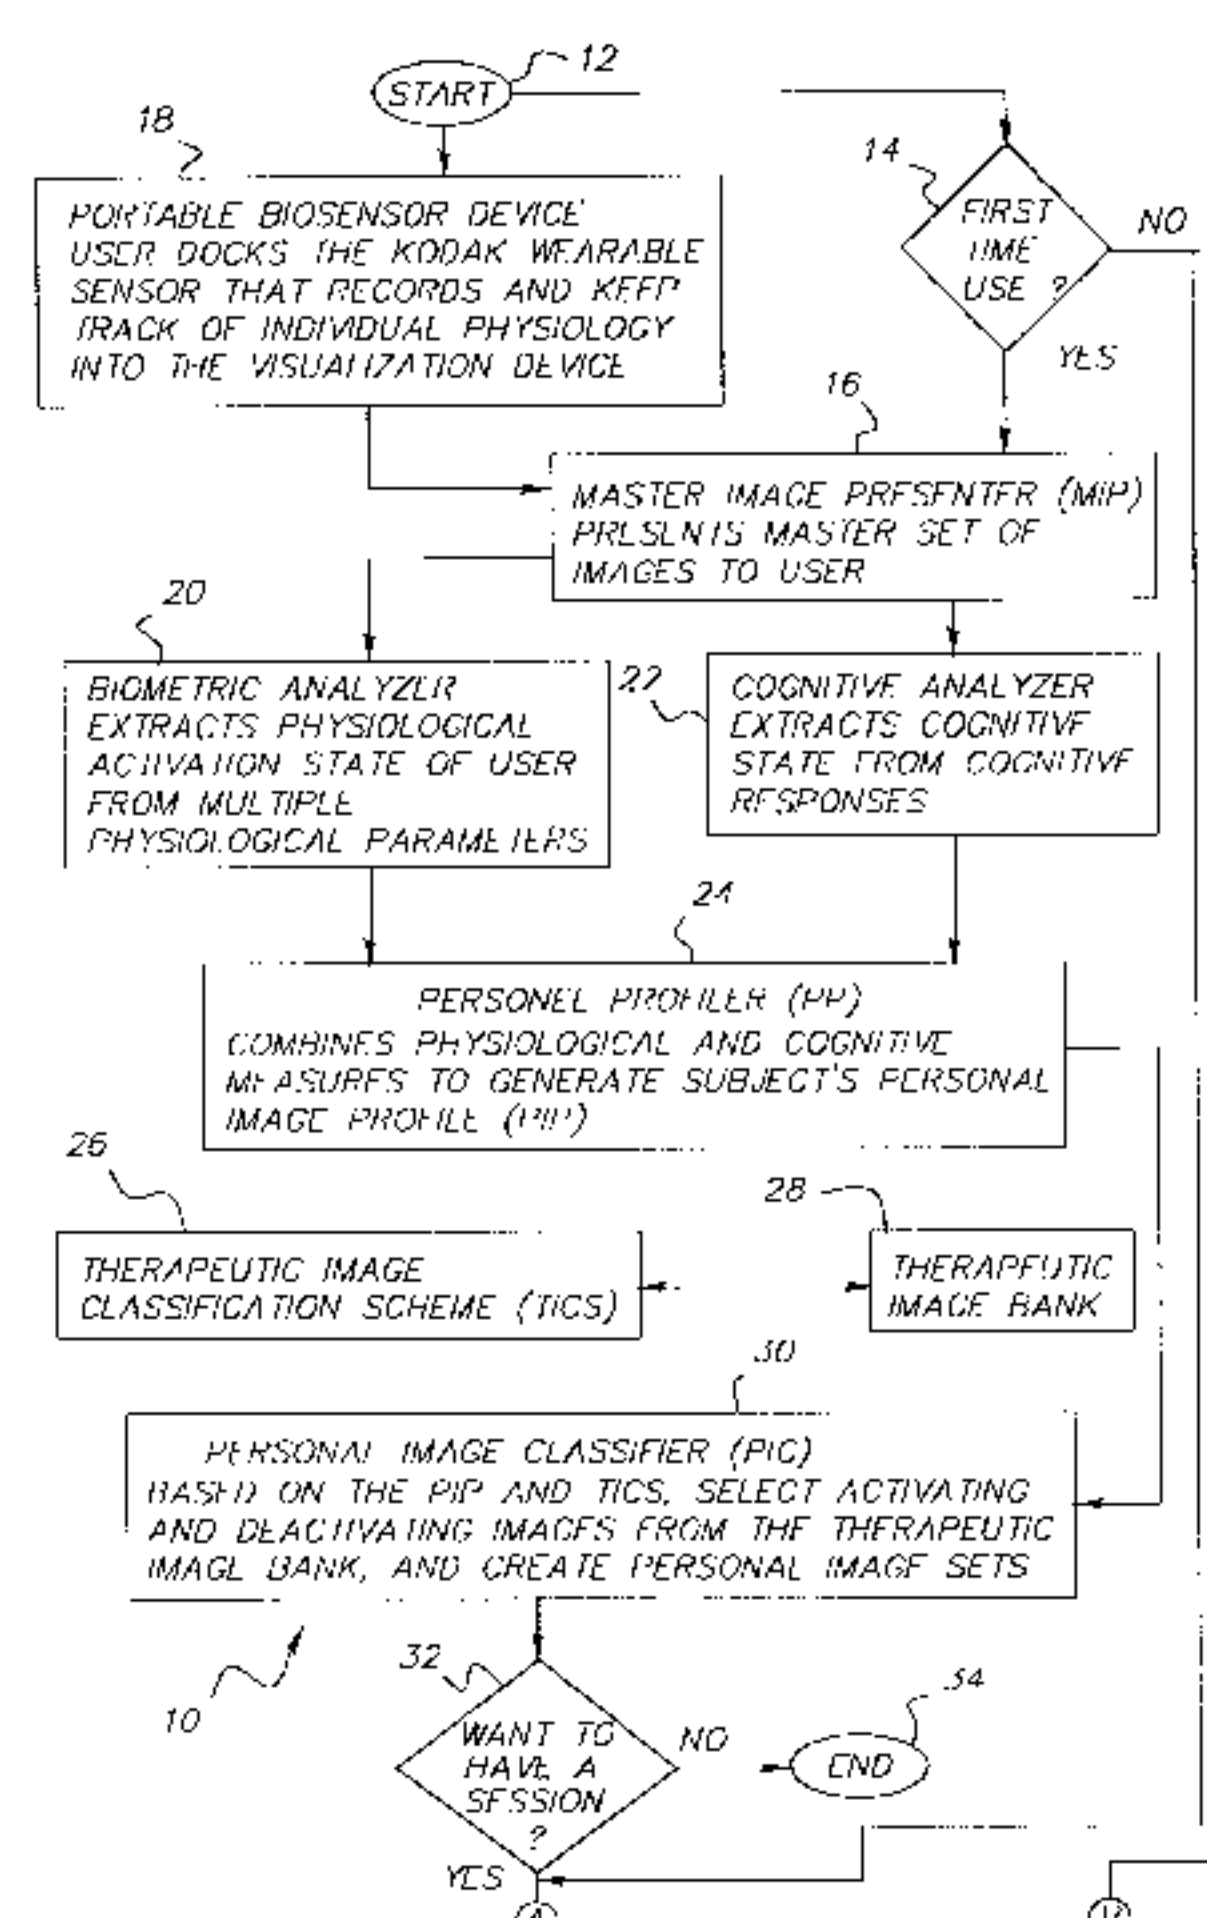 12
START
18
14
FIRST
TIME
USE ?
NO
YES
PORTABLE BIOSENSOR DEVICE
USER DOCKS THE KODAK WEARABLE
SENSOR THAT RECORDS AND KEEP
TRACK OF INDIVIDUAL PHYSIOLOGY
INTO THE VISUALIZATION DEVICE
16
MASTER IMAGE PRESENTER (MIP)
PRESENTS MASTER SET OF
IMAGES TO USER
20
BIOMETRIC ANALYZER
EXTRACTS PHYSIOLOGICAL
ACTIVATION STATE OF USER
FROM MULTIPLE
PHYSIOLOGICAL PARAMETERS
22
COGNITIVE ANALYZER
EXTRACTS COGNITIVE
STATE FROM COGNITIVE
RESPONSES
24
PERSONEL PROFILER (PP)
COMBINES PHYSIOLOGICAL AND COGNITIVE
MEASURES TO GENERATE SUBJECT'S PERSONAL
IMAGE PROFILE (PIP)
26
THERAPEUTIC IMAGE
CLASSIFICATION SCHEME (TICS)
28
THERAPEUTIC
IMAGE BANK
30
PERSONAL IMAGE CLASSIFIER (PIC)
BASED ON THE PIP AND TICS, SELECT ACTIVATING
AND DEACTIVATING IMAGES FROM THE THERAPEUTIC
IMAGE BANK, AND CREATE PERSONAL IMAGE SETS
10
32
WANT TO
HAVE A
SESSION
?
NO
34
END
YES
A